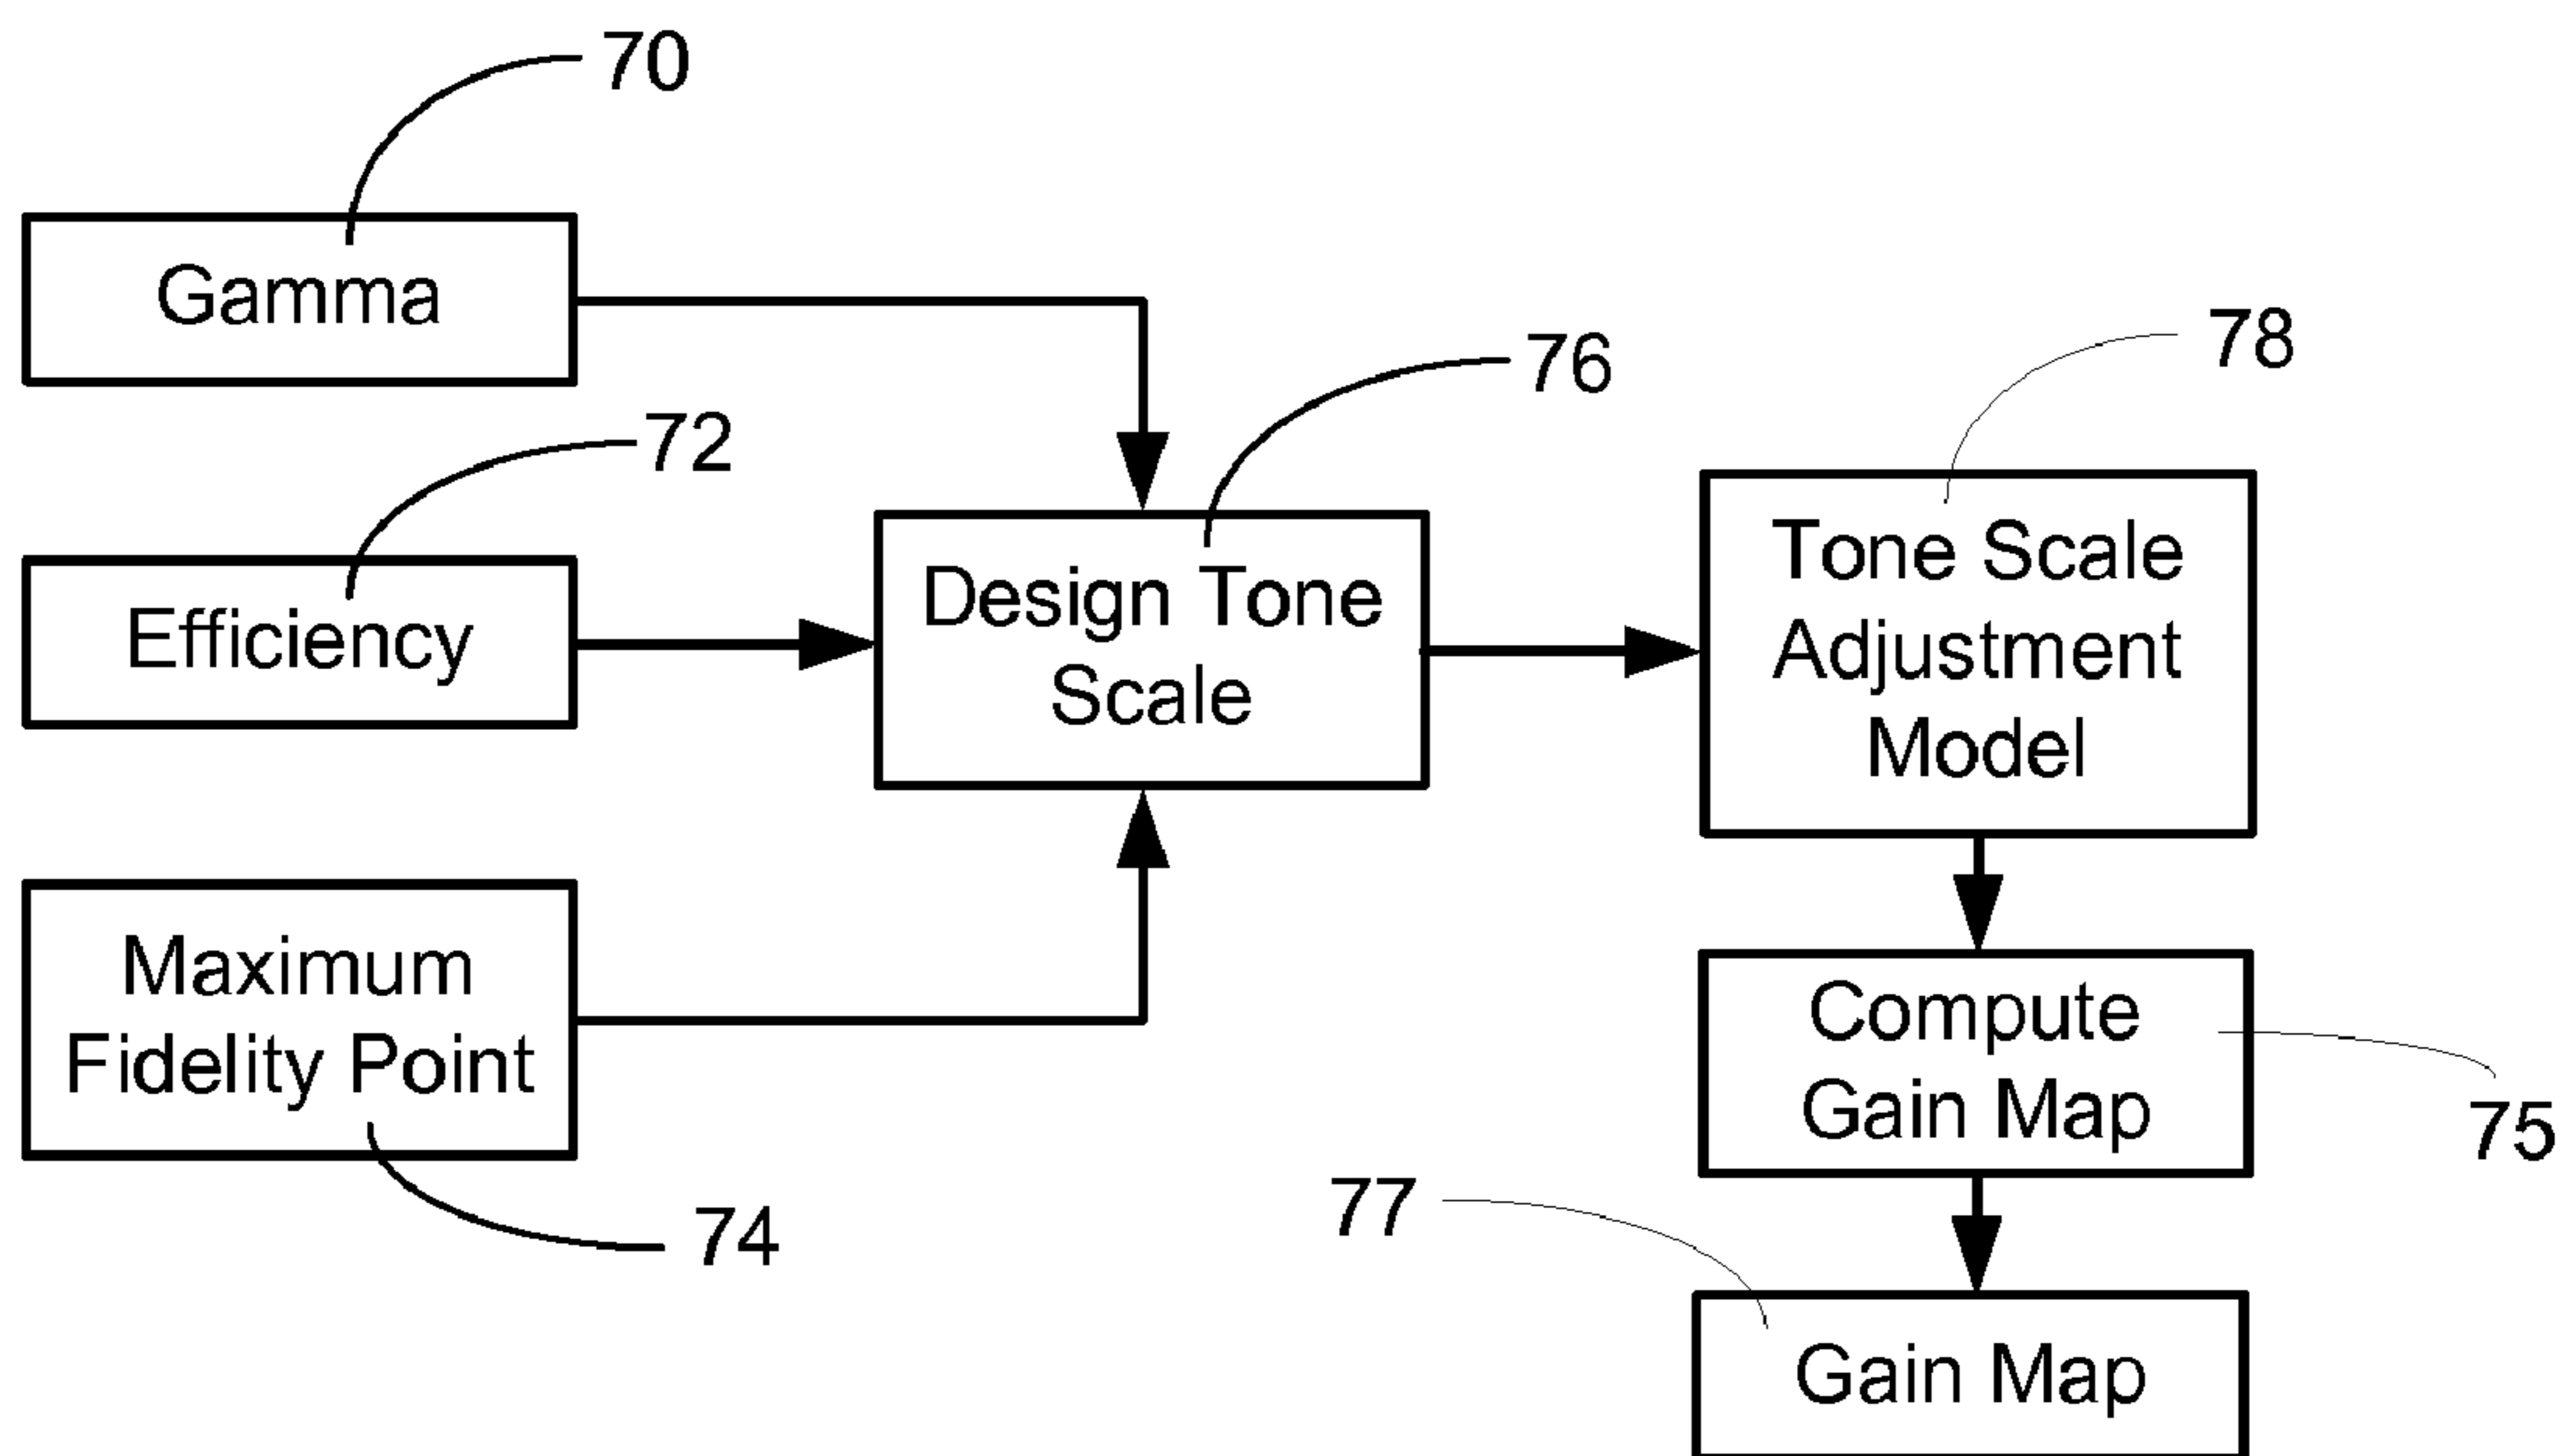 70
Gamma
72
Efficiency
76
Design Tone
Scale
Maximum
Fidelity Point
74
78
Tone Scale
Adjustment
Model
Compute
Gain Map
75
77
Gain Map